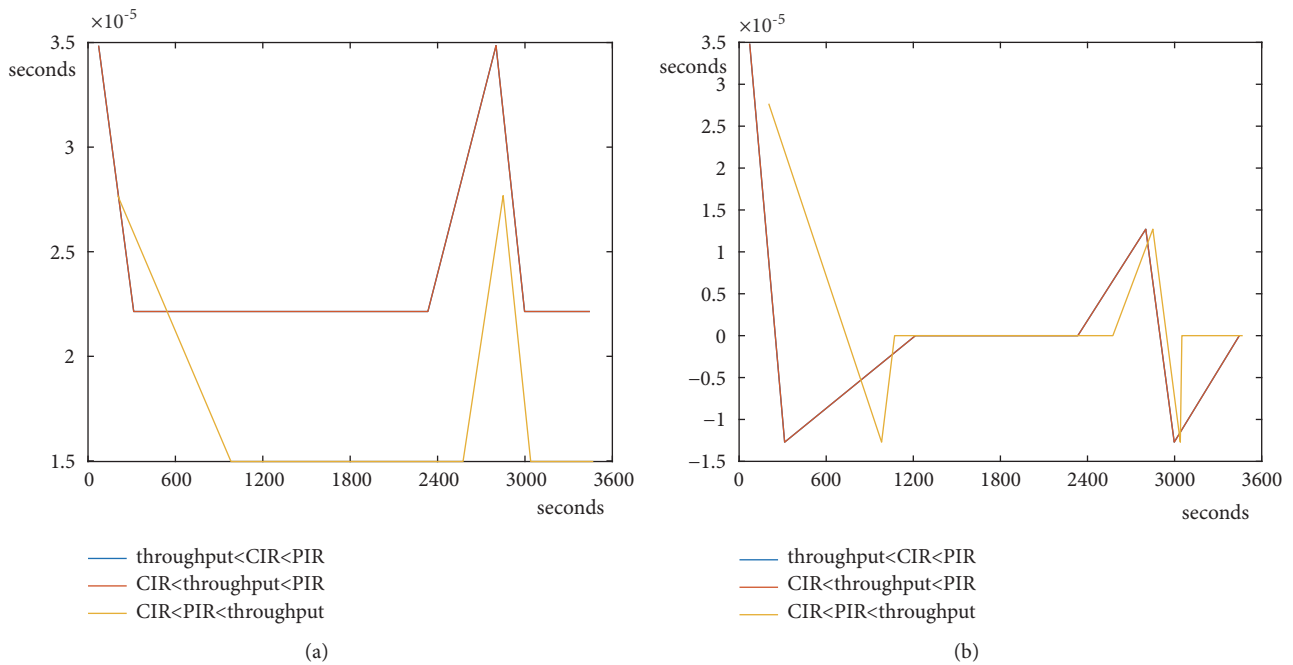 ×10-5
3.5
seconds
3
2.5
2
1.5
0 600 1200 1800 2400 3000 3600
seconds
throughput<CIR<PIR
CIR<throughput<PIR
CIR<PIR<throughput
(a)
×10-5
3.5
seconds
3
2.5
2
1.5
1
0.5
0
−0.5
−1
−1.5
0 600 1200 1800 2400 3000 3600
seconds
throughput<CIR<PIR
CIR<throughput<PIR
CIR<PIR<throughput
(b)